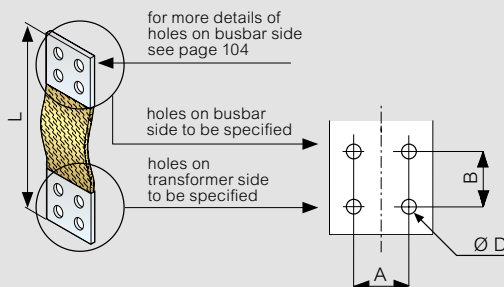 for more details of
holes on busbar side
see page 104
L
holes on busbar
side to be specified
holes on
transformer side
to be specified
B
Ø D
A